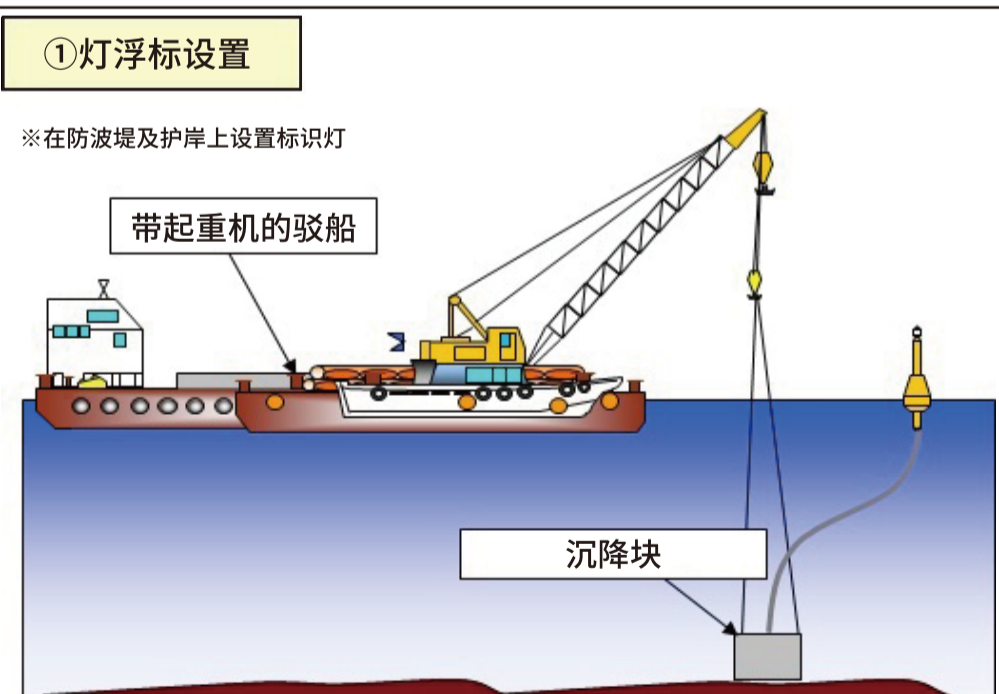 ①灯浮标设置
※在防波堤及护岸上设置标识灯
带起重机的驳船
沉降块